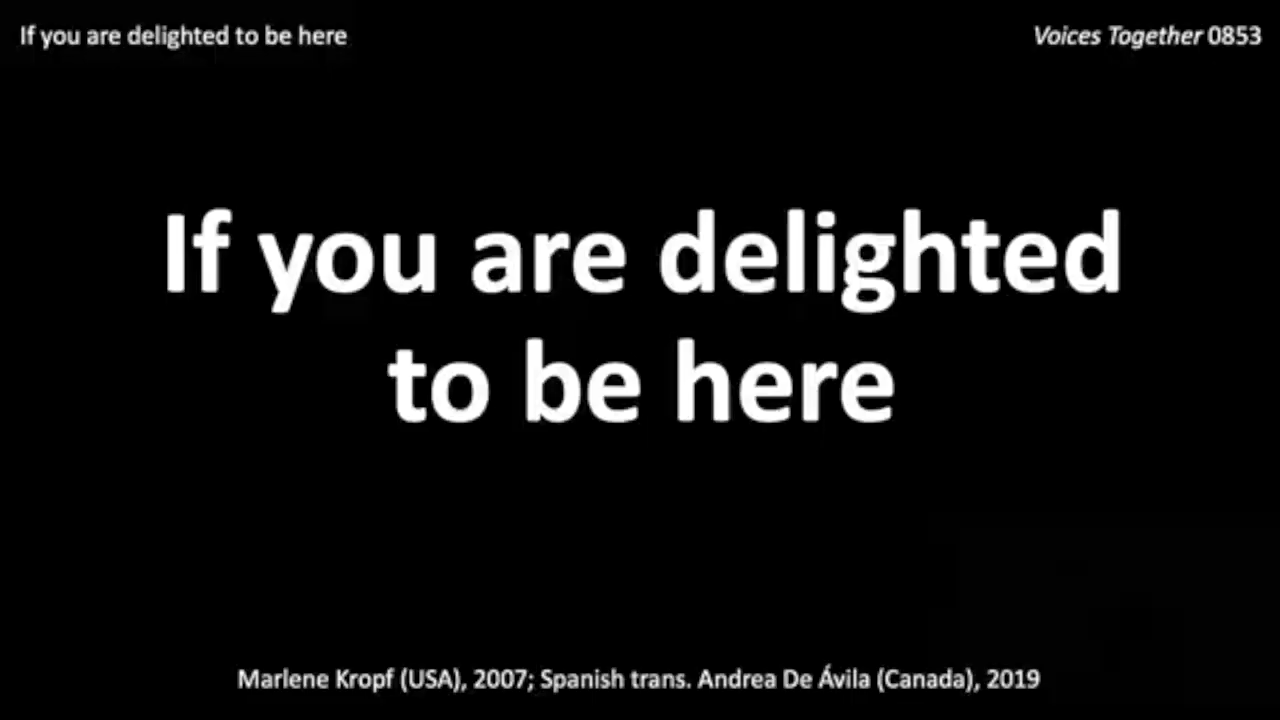 If you are delighted to be here
Voices Together 0853
If you are delighted
to be here
Marlene Kropf (USA), 2007; Spanish trans. Andrea De Ávila (Canada), 2019